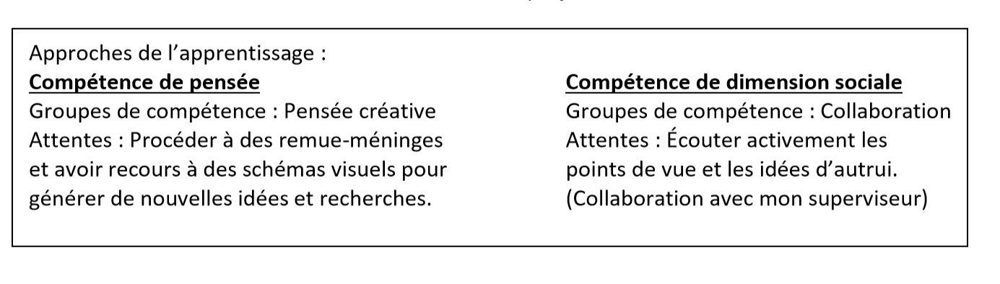 Approches de l’apprentissage :
Compétence de pensée
Groupes de compétence : Pensée créative
Attentes : Procéder à des remue-méninges
et avoir recours à des schémas visuels pour
générer de nouvelles idées et recherches.
Compétence de dimension sociale
Groupes de compétence : Collaboration
Attentes : Écouter activement les
points de vue et les idées d’autrui.
(Collaboration avec mon superviseur)